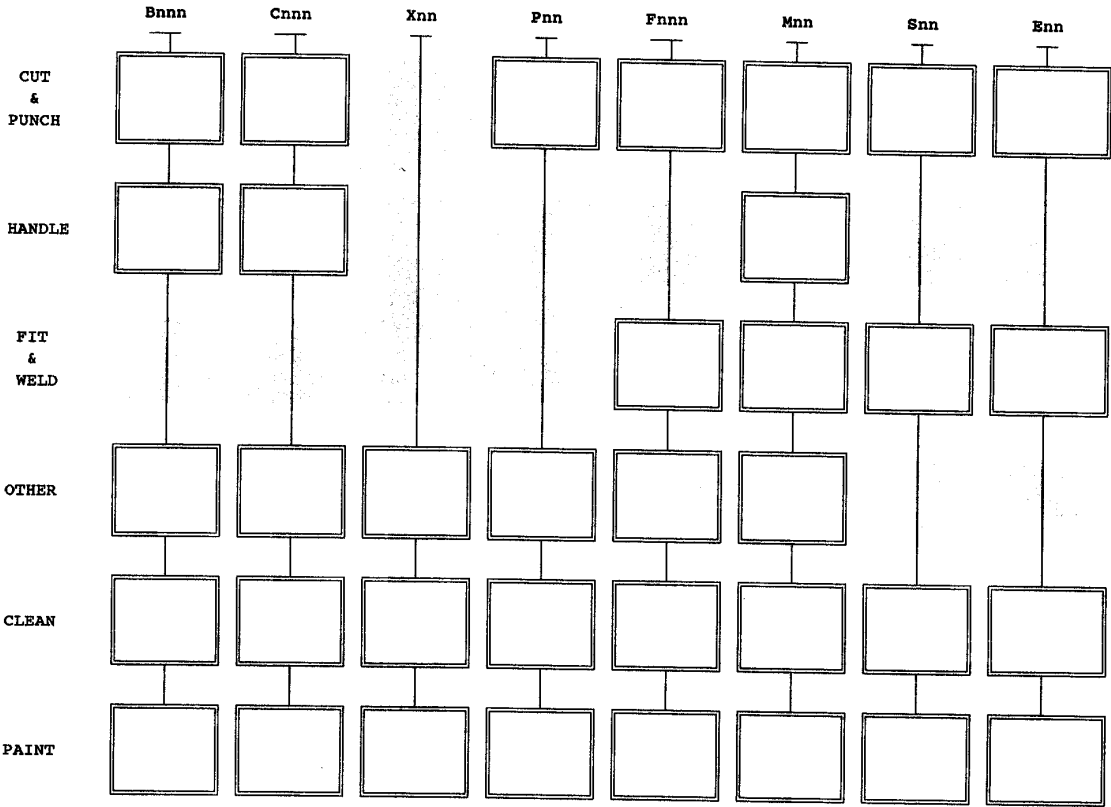 Bnnn Cnnn Xnn Pnn Fnnn Mnn Snn Enn
CUT
&
PUNCH
HANDLE
FIT
&
WELD
OTHER
CLEAN
PAINT